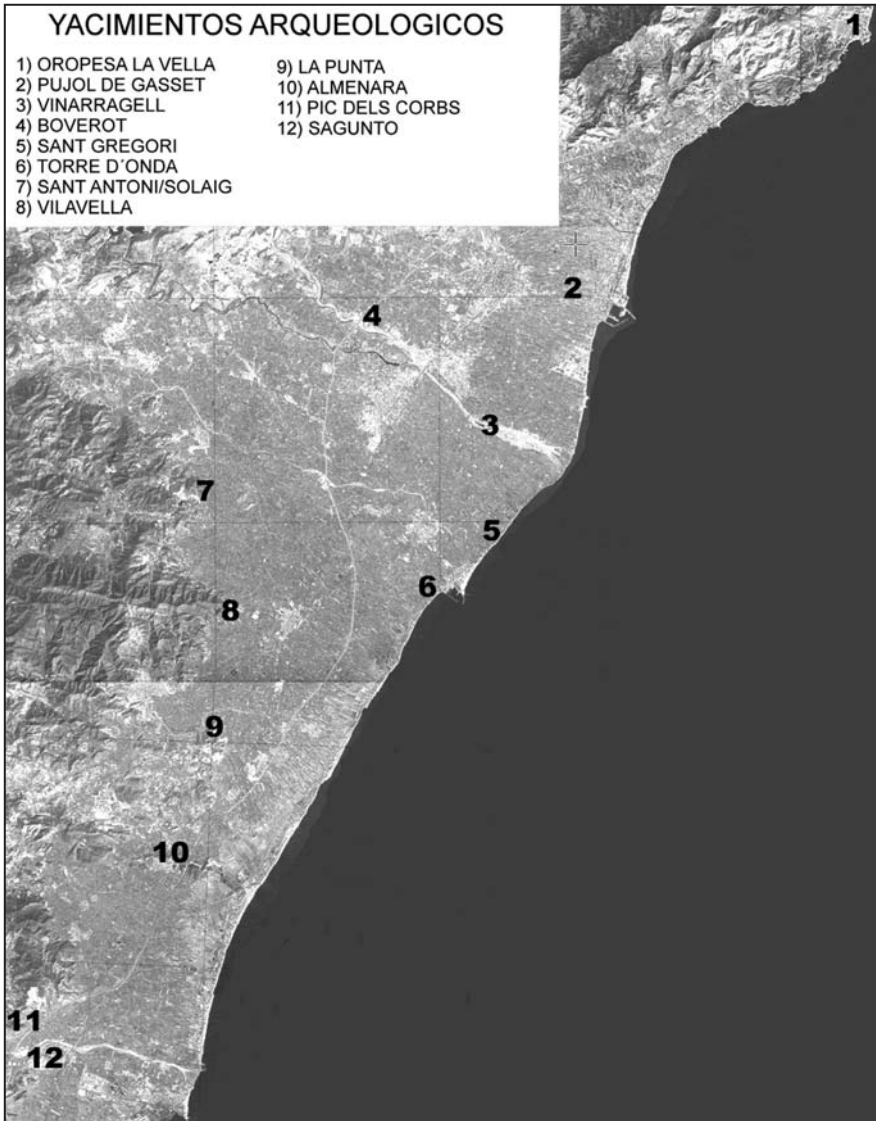 YACIMIENTOS ARQUEOLOGICOS
1) OROPESA LA VELLA
2) PUJOL DE GASSET
3) VINARRAGELL
4) BOVEROT
5) SANT GREGORI
6) TORRE D´ONDA
7) SANT ANTONI/SOLAIG
8) VILAVELLA
9) LA PUNTA
10) ALMENARA
11) PIC DELS CORBS
12) SAGUNTO
1
2
4
3
7
5
6
8
9
10
11
12